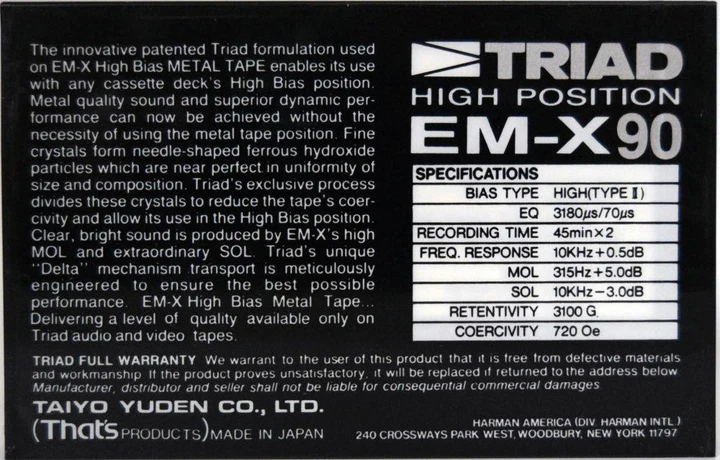 The innovative patented Triad formulation used
on EM-X High Bias METAL TAPE enables its use
with any cassette deck's High Bias position.
Metal quality sound and superior dynamic per-
formance can now be achieved without the
necessity of using the metal tape position. Fine
crystals form needle-shaped ferrous hydroxide
particles which are near perfect in uniformity of
size and composition. Triad's exclusive process
divides these crystals to reduce the tape's coer-
civity and allow its use in the High Bias position.
Clear, bright sound is produced by EM-X's high
MOL and extraordinary SOL. Triad's unique
"Delta" mechanism transport is meticulously
engineered to ensure the best possible
performance. EM-X High Bias Metal Tape...
Delivering a level of quality available only on
Triad audio and video tapes.
TRIAD
HIGH POSITION
EM-X 90
SPECIFICATIONS
BIAS TYPE HIGH(TYPE II)
EQ 3180μs/70μs
RECORDING TIME 45min×2
FREQ. RESPONSE 10KHz+0.5dB
MOL 315Hz+5.0dB
SOL 10KHz−3.0dB
RETENTIVITY 3100 G.
COERCIVITY 720 Oe
TRIAD FULL WARRANTY We warrant to the user of this product that it is free from defective materials
and workmanship. If the product proves unsatisfactory, it will be replaced if returned to the address below.
Manufacturer, distributor and seller shall not be liable for consequential commercial damages.
TAIYO YUDEN CO., LTD.
(That's PRODUCTS) MADE IN JAPAN
HARMAN AMERICA (DIV. HARMAN INTL.)
240 CROSSWAYS PARK WEST, WOODBURY, NEW YORK 11797